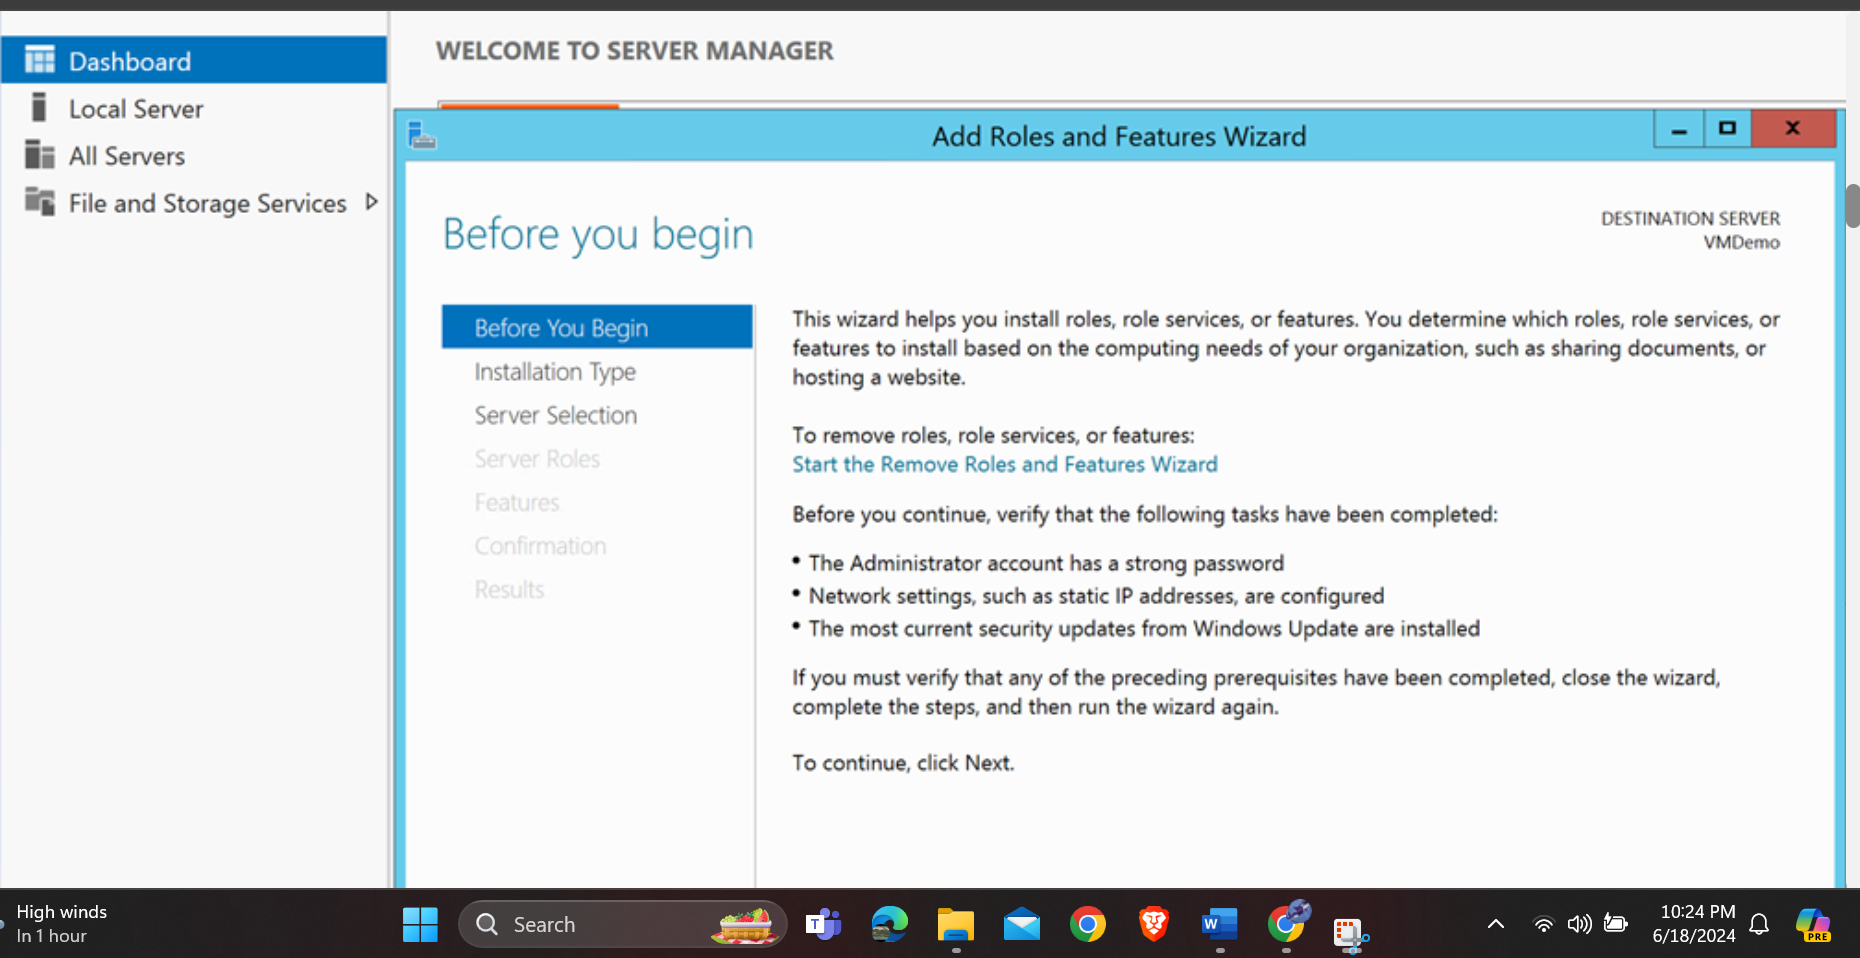 Dashboard
Local Server
All Servers
File and Storage Services
WELCOME TO SERVER MANAGER
Add Roles and Features Wizard
Before you begin
DESTINATION SERVER
VMDemo
Before You Begin
Installation Type
Server Selection
Server Roles
Features
Confirmation
Results
This wizard helps you install roles, role services, or features. You determine which roles, role services, or
features to install based on the computing needs of your organization, such as sharing documents, or
hosting a website.
To remove roles, role services, or features:
Start the Remove Roles and Features Wizard
Before you continue, verify that the following tasks have been completed:
• The Administrator account has a strong password
• Network settings, such as static IP addresses, are configured
• The most current security updates from Windows Update are installed
If you must verify that any of the preceding prerequisites have been completed, close the wizard,
complete the steps, and then run the wizard again.
To continue, click Next.
High winds
In 1 hour
Search
T
W
10:24 PM
6/18/2024
PRE